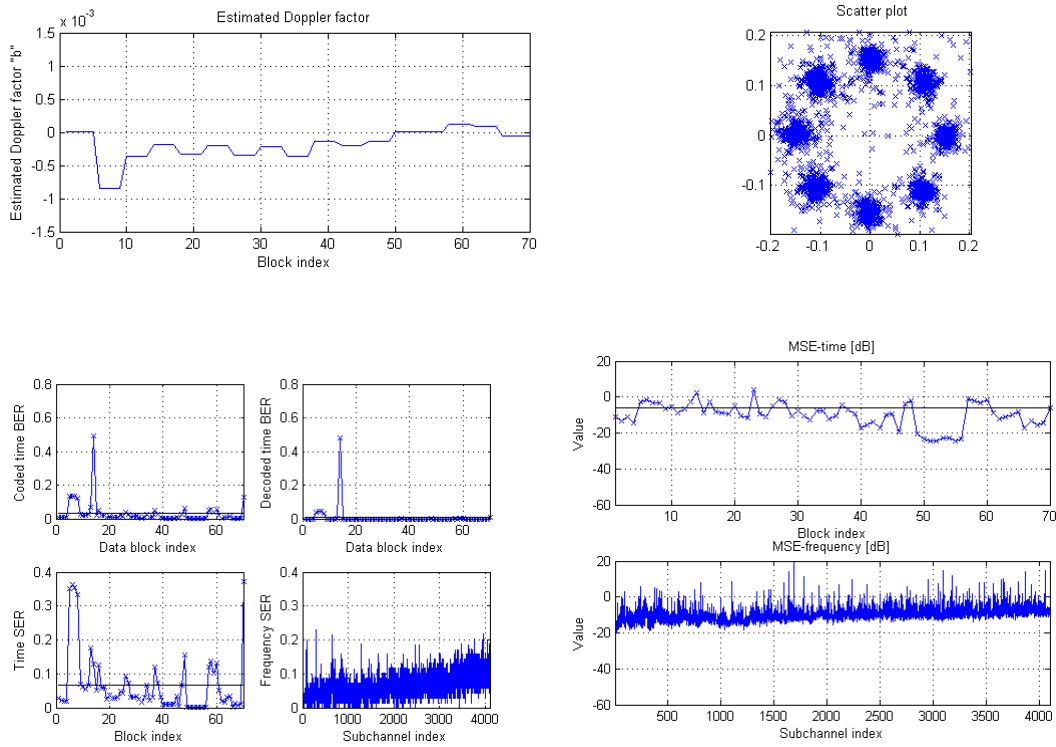 Estimated Doppler factor
x 10^-3
1.5
1
0.5
0
-0.5
-1
-1.5
0 10 20 30 40 50 60 70
Estimated Doppler factor "b"
Block index
Scatter plot
0.2
0.1
0
-0.1
-0.2 -0.1 0 0.1 0.2
0.8
0.6
0.4
0.2
0
0 20 40 60
Coded time BER
Data block index
0.8
0.6
0.4
0.2
0
0 20 40 60
Decoded time BER
Data block index
MSE-time [dB]
20
0
-20
-40
-60
10 20 30 40 50 60 70
Value
Block index
0.4
0.3
0.2
0.1
0
0 20 40 60
Time SER
Block index
0.4
0.3
0.2
0.1
0
0 1000 2000 3000 4000
Frequency SER
Subchannel index
MSE-frequency [dB]
20
0
-20
-40
-60
500 1000 1500 2000 2500 3000 3500 4000
Value
Subchannel index